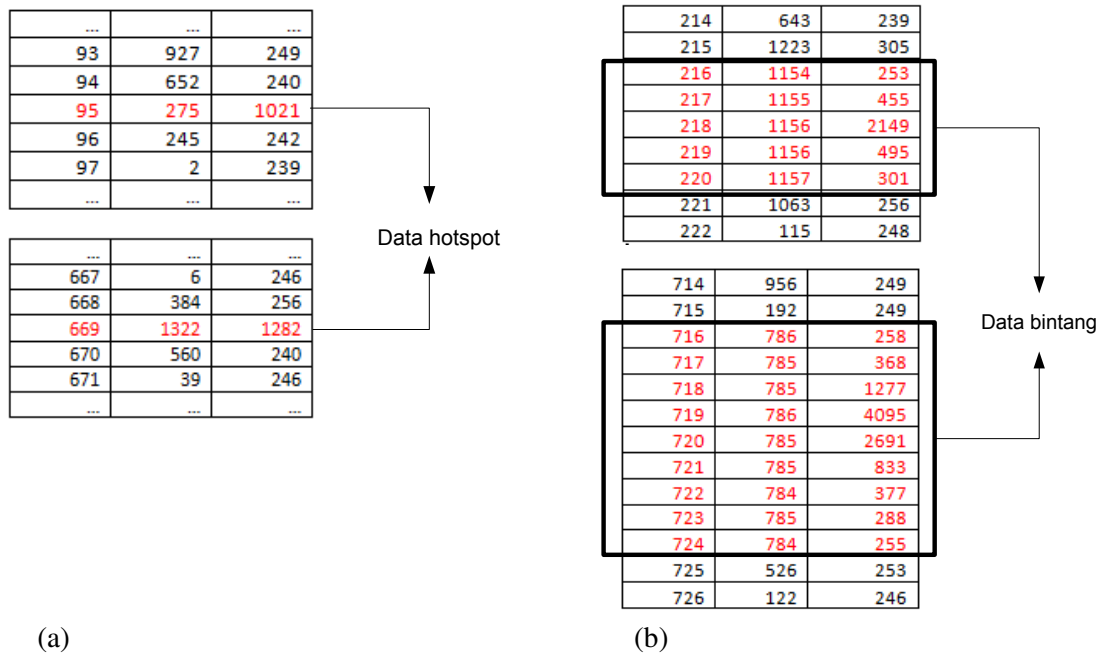 ... ... ...
93 927 249
94 652 240
95 275 1021
96 245 242
97 2 239
... ... ...
... ... ...
667 6 246
668 384 256
669 1322 1282
670 560 240
671 39 246
... ... ...
Data hotspot
(a)
214 643 239
215 1223 305
216 1154 253
217 1155 455
218 1156 2149
219 1156 495
220 1157 301
221 1063 256
222 115 248
714 956 249
715 192 249
716 786 258
717 785 368
718 785 1277
719 786 4095
720 785 2691
721 785 833
722 784 377
723 785 288
724 784 255
725 526 253
726 122 246
Data bintang
(b)